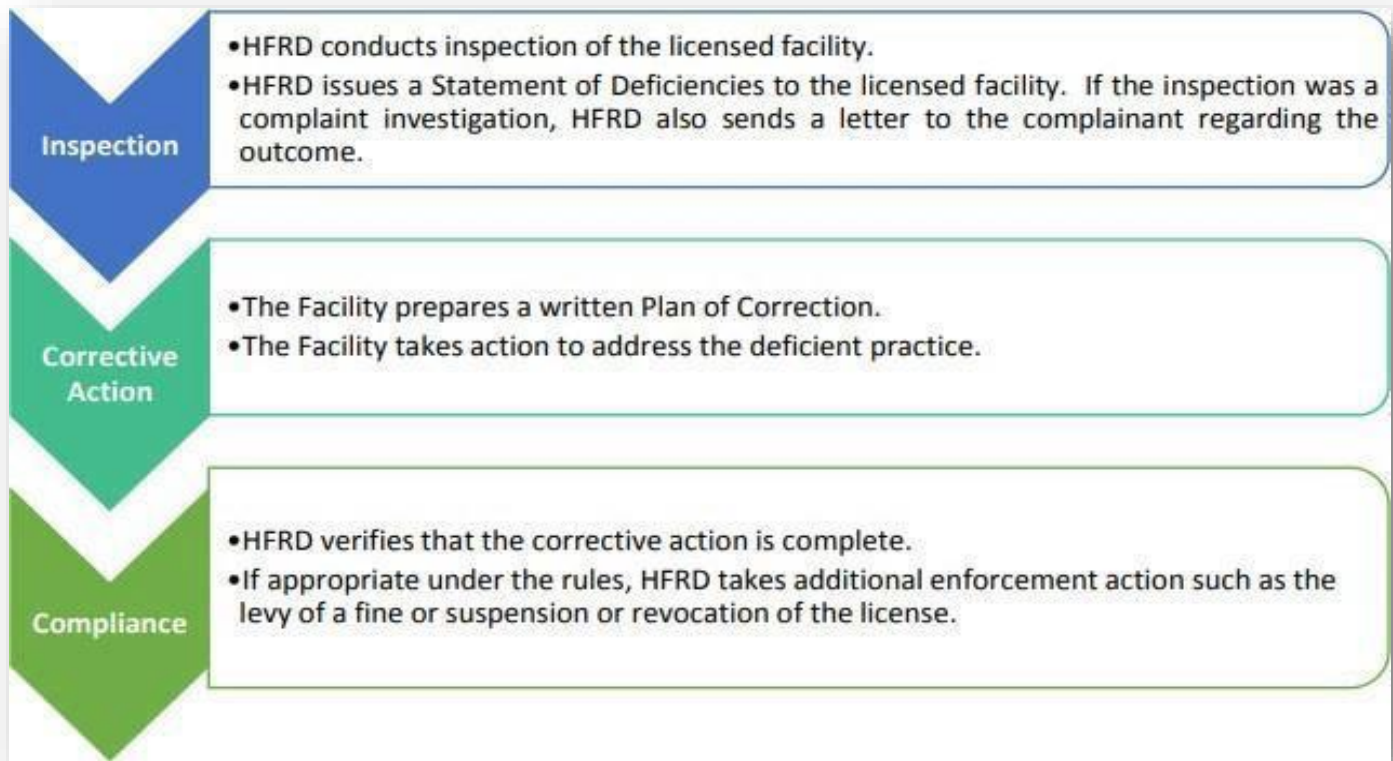 •HFRD conducts inspection of the licensed facility.
•HFRD issues a Statement of Deficiencies to the licensed facility. If the inspection was a
complaint investigation, HFRD also sends a letter to the complainant regarding the
outcome.
Inspection
•The Facility prepares a written Plan of Correction.
•The Facility takes action to address the deficient practice.
Corrective
Action
•HFRD verifies that the corrective action is complete.
•If appropriate under the rules, HFRD takes additional enforcement action such as the
levy of a fine or suspension or revocation of the license.
Compliance